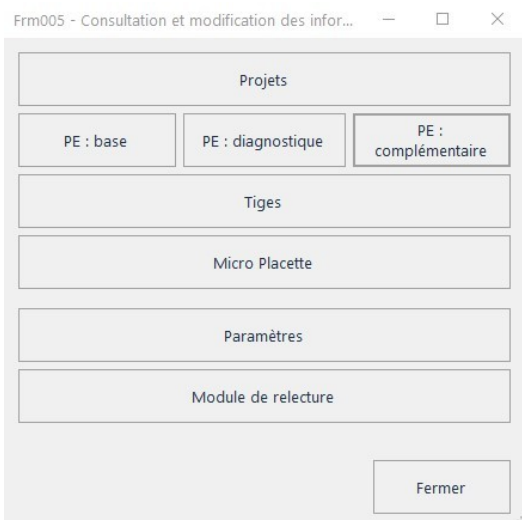 Frm005 - Consultation et modification des infor...
Projets
PE : base
PE : diagnostique
PE :
complémentaire
Tiges
Micro Placette
Paramètres
Module de relecture
Fermer